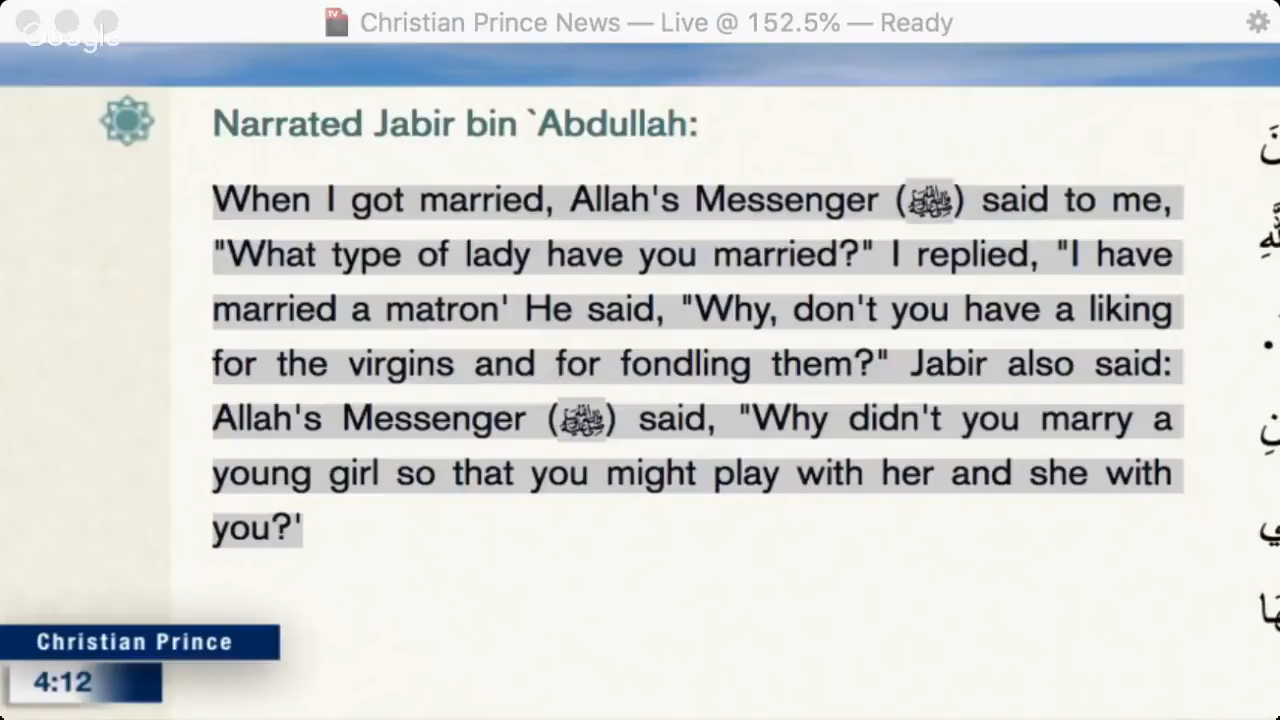 Christian Prince News — Live @ 152.5% — Ready
Google
Narrated Jabir bin `Abdullah:
When I got married, Allah's Messenger (ﷺ) said to me,
"What type of lady have you married?" I replied, "I have
married a matron' He said, "Why, don't you have a liking
for the virgins and for fondling them?" Jabir also said:
Allah's Messenger (ﷺ) said, "Why didn't you marry a
young girl so that you might play with her and she with
you?'
Christian Prince
4:12